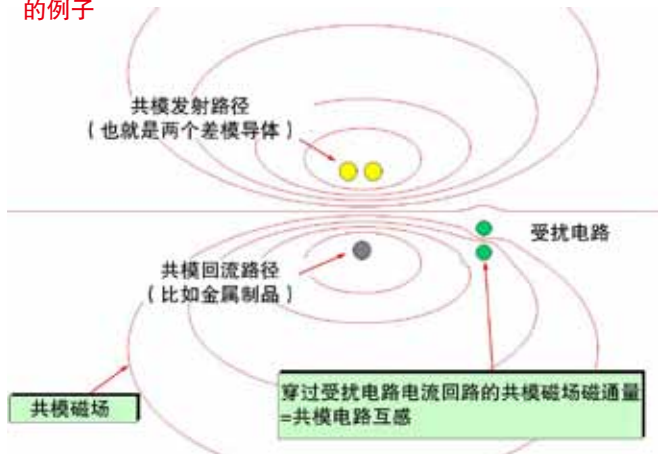 的例子
共模发射路径
（也就是两个差模导体）
受扰电路
共模回流路径
（比如金属制品）
共模磁场
穿过受扰电路电流回路的共模磁场磁通量
=共模电路互感